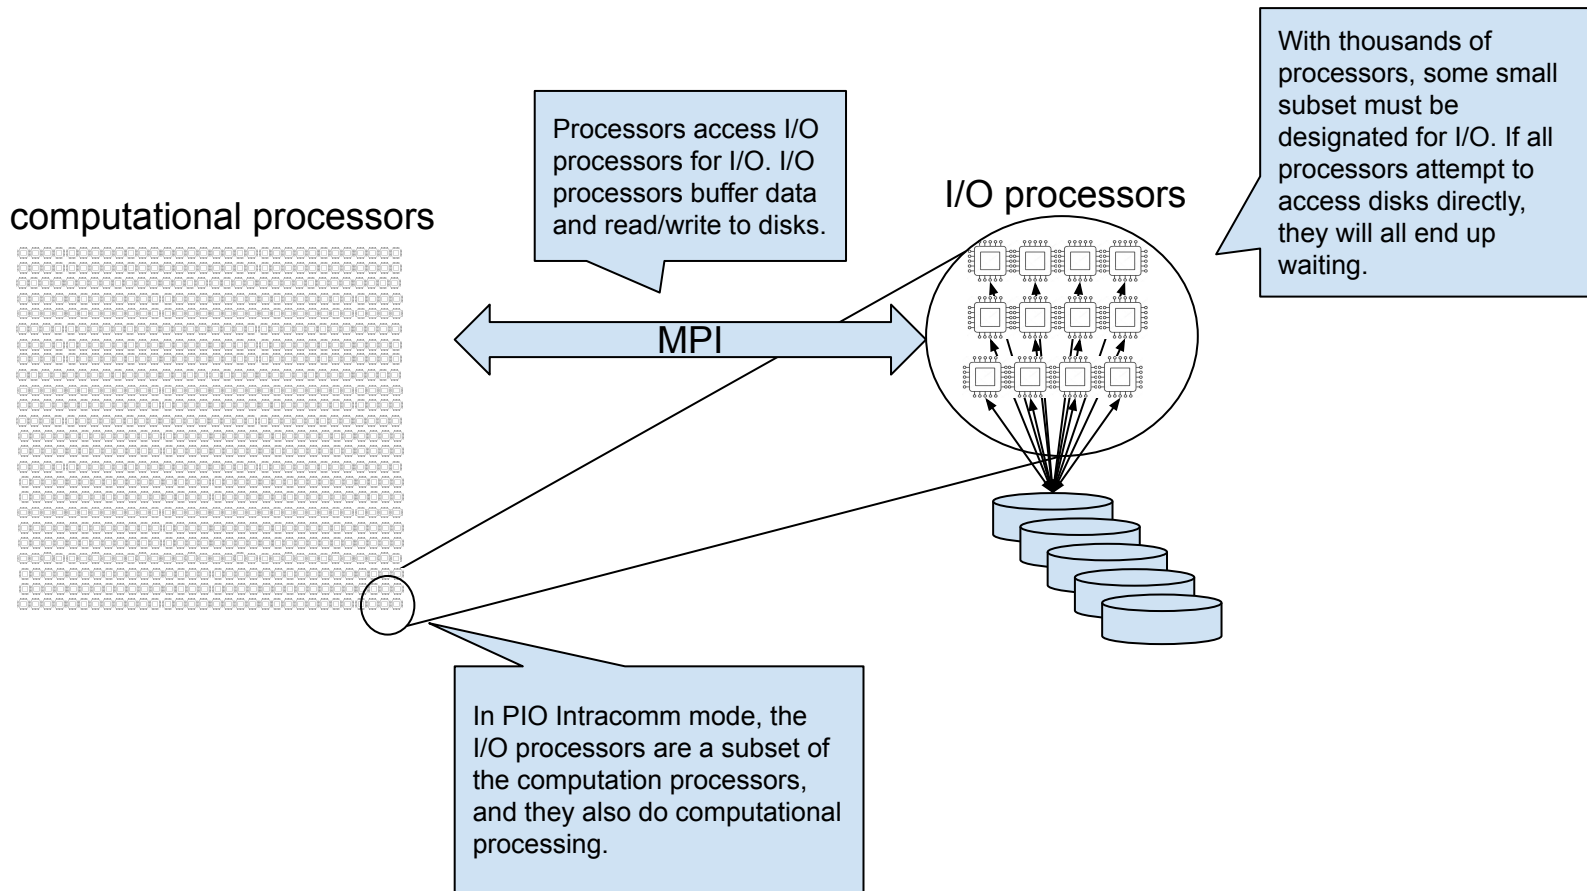 With thousands of
processors, some small
subset must be
designated for I/O. If all
processors attempt to
access disks directly,
they will all end up
waiting.
Processors access I/O
processors for I/O. I/O
processors buffer data
and read/write to disks.
I/O processors
computational processors
MPI
In PIO Intracomm mode, the
I/O processors are a subset of
the computation processors,
and they also do computational
processing.